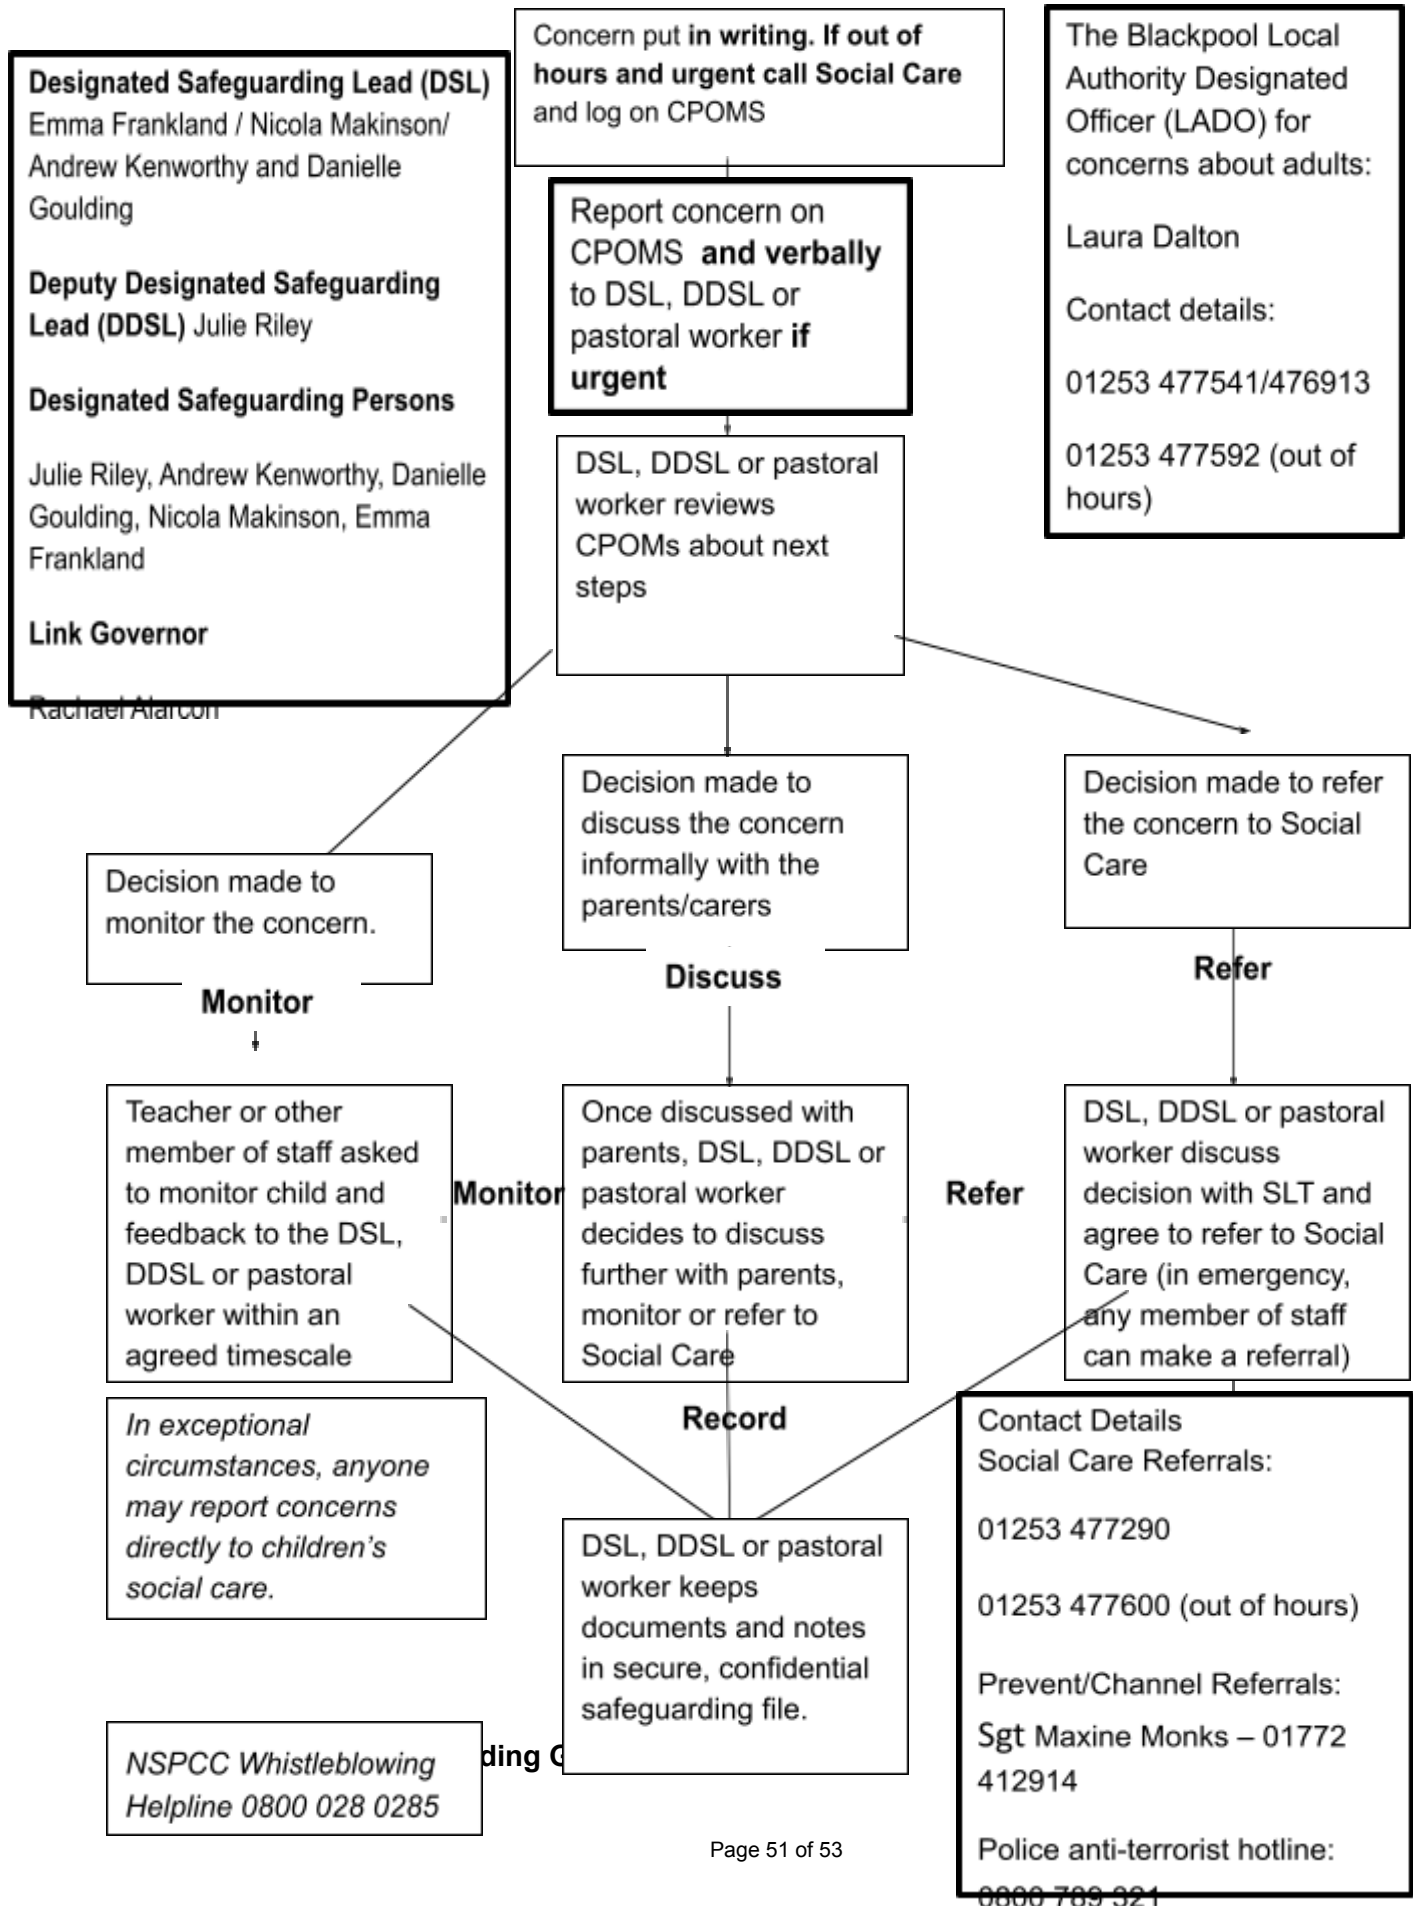 Concern put in writing. If out of
hours and urgent call Social Care
and log on CPOMS
Designated Safeguarding Lead (DSL)
Emma Frankland / Nicola Makinson/
Andrew Kenworthy and Danielle
Goulding
Deputy Designated Safeguarding
Lead (DDSL) Julie Riley
Designated Safeguarding Persons
Julie Riley, Andrew Kenworthy, Danielle
Goulding, Nicola Makinson, Emma
Frankland
Link Governor
Rachael Alarcon
The Blackpool Local
Authority Designated
Officer (LADO) for
concerns about adults:
Laura Dalton
Contact details:
01253 477541/476913
01253 477592 (out of
hours)
Report concern on
CPOMS and verbally
to DSL, DDSL or
pastoral worker if
urgent
DSL, DDSL or pastoral
worker reviews
CPOMs about next
steps
Decision made to
monitor the concern.
Decision made to
discuss the concern
informally with the
parents/carers
Decision made to refer
the concern to Social
Care
Monitor
Discuss
Refer
Teacher or other
member of staff asked
to monitor child and
feedback to the DSL,
DDSL or pastoral
worker within an
agreed timescale
Monitor
Once discussed with
parents, DSL, DDSL or
pastoral worker
decides to discuss
further with parents,
monitor or refer to
Social Care
Refer
DSL, DDSL or pastoral
worker discuss
decision with SLT and
agree to refer to Social
Care (in emergency,
any member of staff
can make a referral)
In exceptional
circumstances, anyone
may report concerns
directly to children's
social care.
Record
DSL, DDSL or pastoral
worker keeps
documents and notes
in secure, confidential
safeguarding file.
Contact Details
Social Care Referrals:
01253 477290
01253 477600 (out of hours)
Prevent/Channel Referrals:
Sgt Maxine Monks – 01772
412914
Police anti-terrorist hotline:
0800 789 321
NSPCC Whistleblowing
Helpline 0800 028 0285
ding G
Page 51 of 53